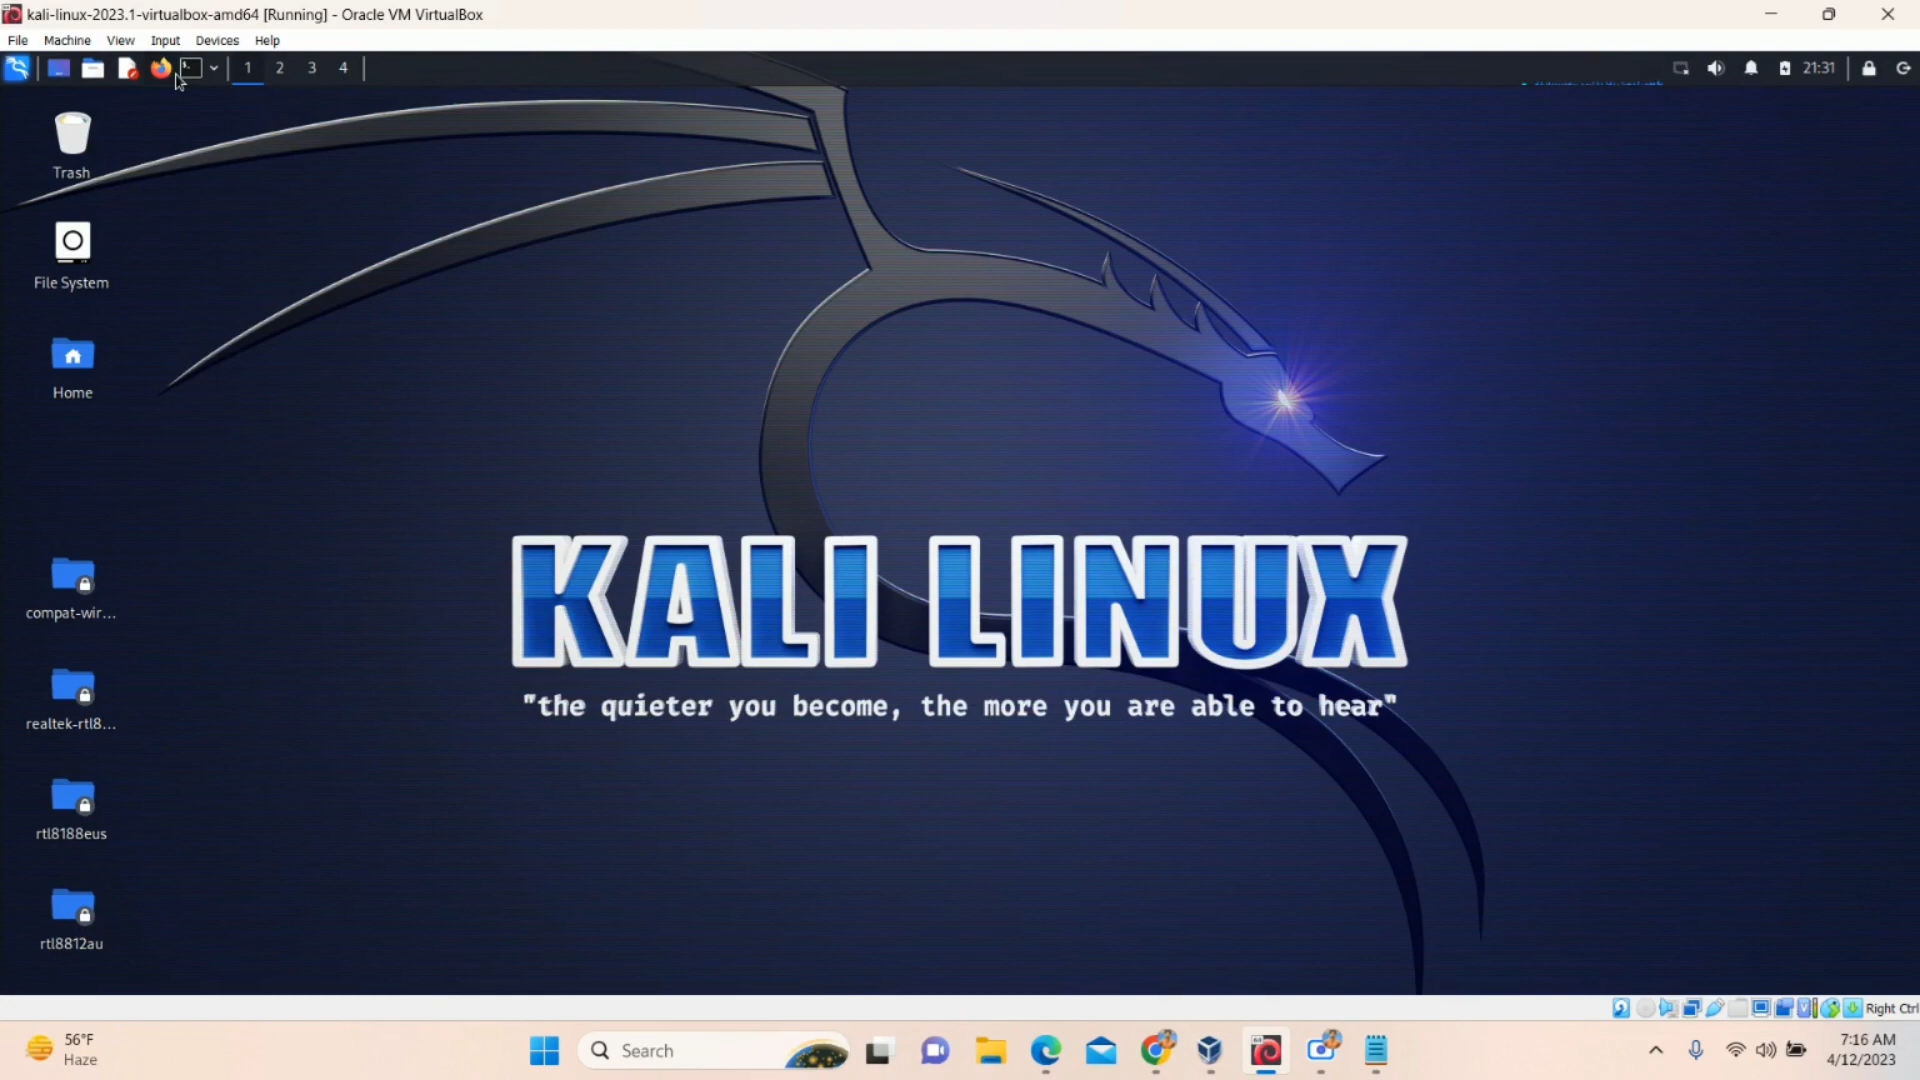 kali-linux-2023.1-virtualbox-amd64 [Running] - Oracle VM VirtualBox
File Machine View Input Devices Help
1 2 3 4 21:31
Trash
File System
Home
compat-wir...
realtek-rtl8...
rtl8188eus
rtl8812au
KALI LINUX
"the quieter you become, the more you are able to hear"
Right Ctrl
56°F
Haze
Search
7:16 AM
4/12/2023